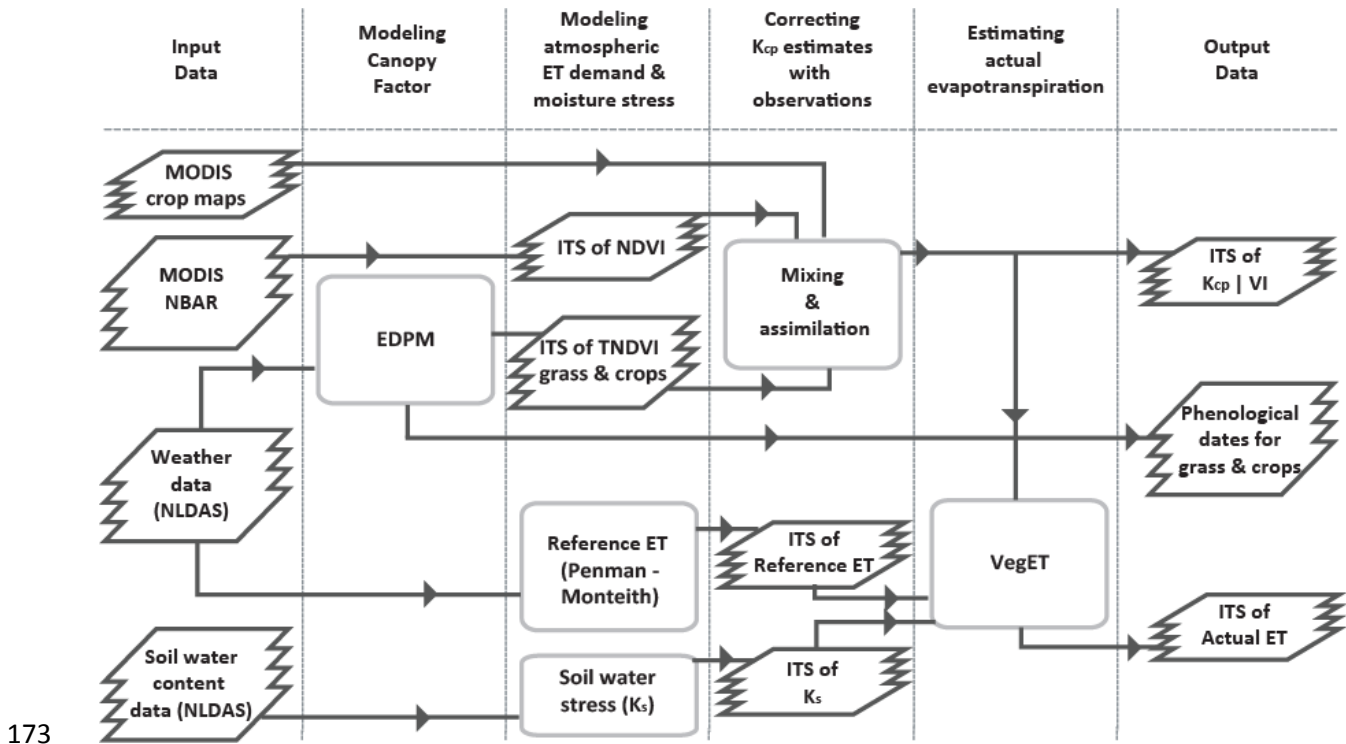 Input
Data
Modeling
Canopy
Factor
Modeling
atmospheric
ET demand &
moisture stress
Correcting
Kcp estimates
with
observations
Estimating
actual
evapotranspiration
Output
Data
MODIS
crop maps
MODIS
NBAR
Weather
data
(NLDAS)
Soil water
content
data (NLDAS)
EDPM
ITS of NDVI
ITS of TNDVI
grass & crops
Reference ET
(Penman -
Monteith)
Soil water
stress (Ks)
Mixing
&
assimilation
ITS of
Reference ET
ITS of
Ks
VegET
ITS of
Kcp | VI
Phenological
dates for
grass & crops
ITS of
Actual ET
173